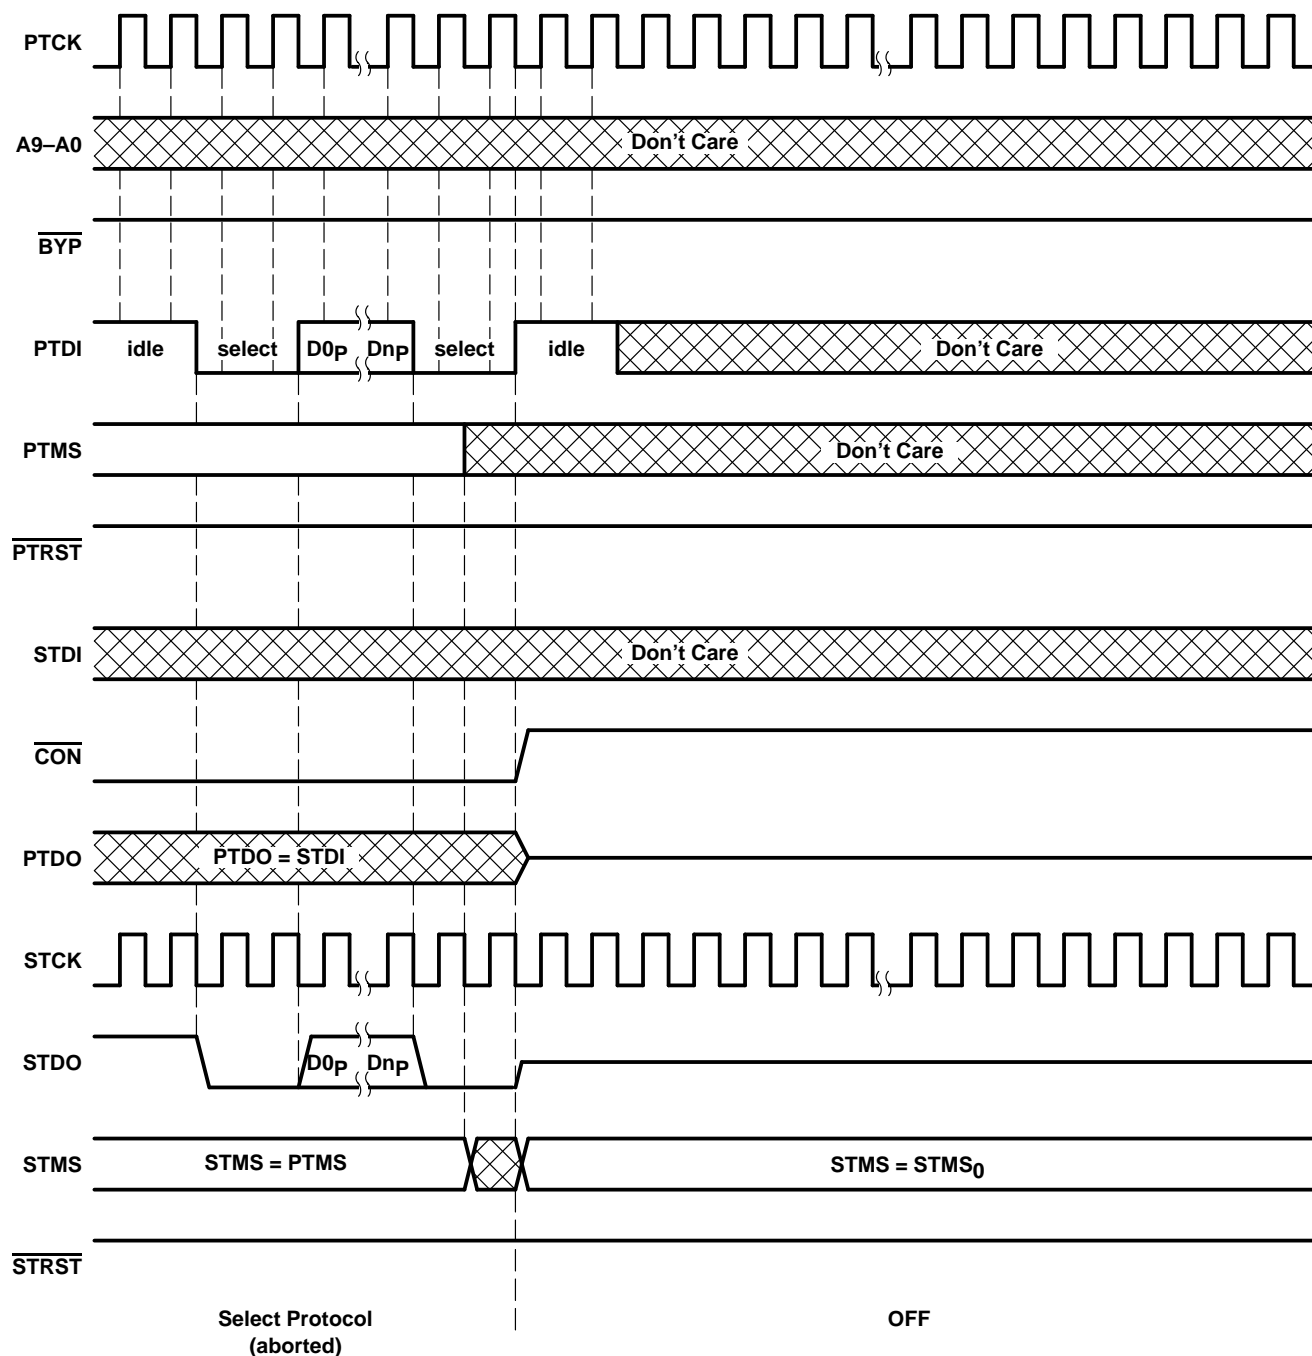 PTCK
A9–A0
Don't Care
BYP
PTDI
idle
select
D0P
DnP
select
idle
Don't Care
PTMS
Don't Care
PTRST
STDI
Don't Care
CON
PTDO
PTDO = STDI
STCK
STDO
D0P
DnP
STMS
STMS = PTMS
STMS = STMS0
STRST
Select Protocol
(aborted)
OFF